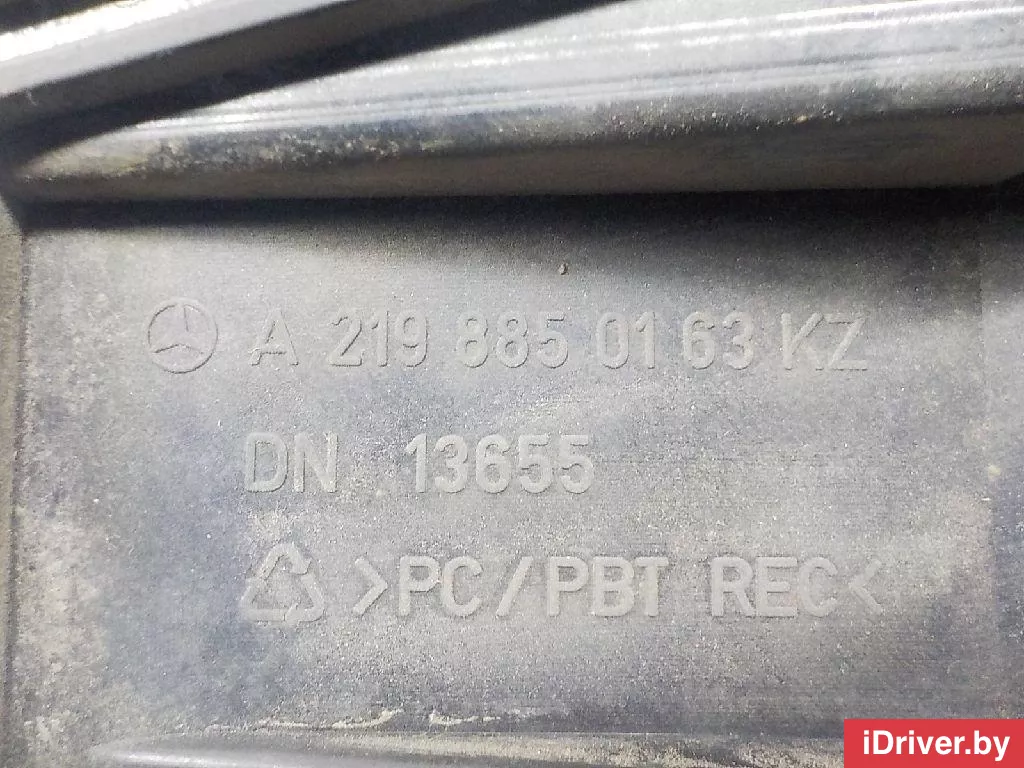 A 219 885 01 63 KZ
DN 13655
>PC/PBT REC<
iDriver.by